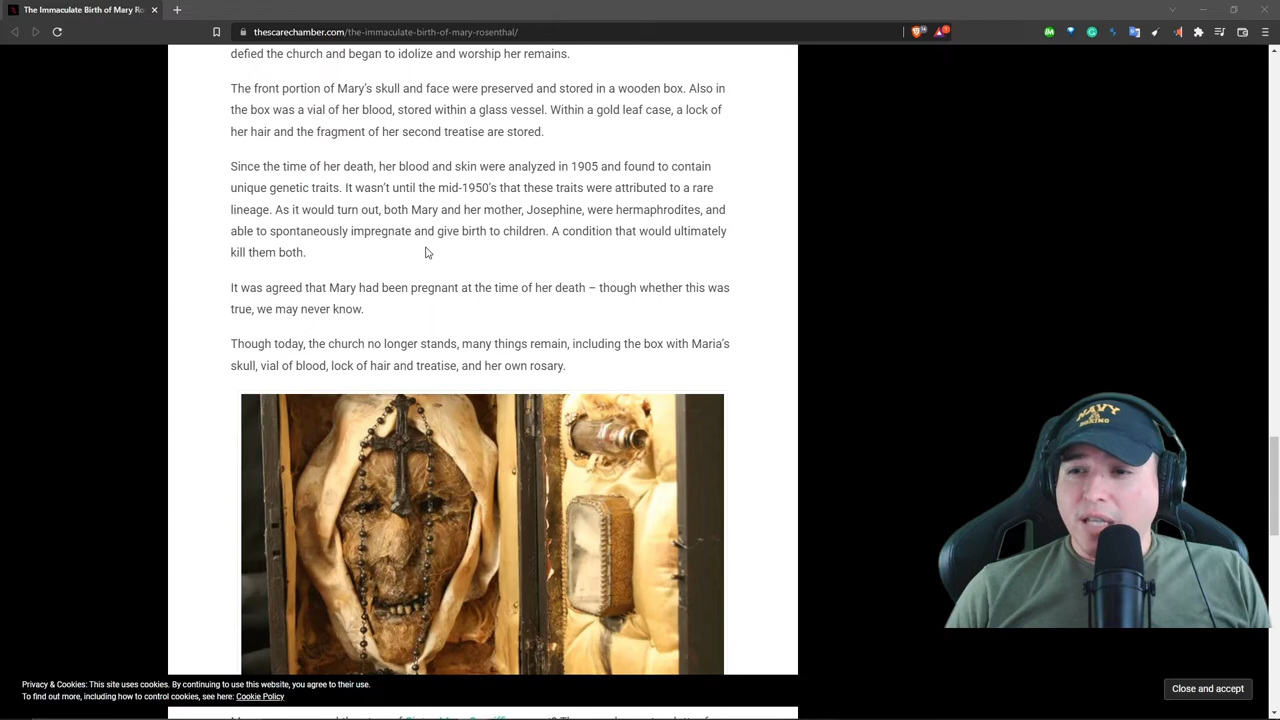 The Immaculate Birth of Mary Ro
thescarechamber.com/the-immaculate-birth-of-mary-rosenthal/
defied the church and began to idolize and worship her remains.
The front portion of Mary’s skull and face were preserved and stored in a wooden box. Also in
the box was a vial of her blood, stored within a glass vessel. Within a gold leaf case, a lock of
her hair and the fragment of her second treatise are stored.
Since the time of her death, her blood and skin were analyzed in 1905 and found to contain
unique genetic traits. It wasn’t until the mid-1950’s that these traits were attributed to a rare
lineage. As it would turn out, both Mary and her mother, Josephine, were hermaphrodites, and
able to spontaneously impregnate and give birth to children. A condition that would ultimately
kill them both.
It was agreed that Mary had been pregnant at the time of her death – though whether this was
true, we may never know.
Though today, the church no longer stands, many things remain, including the box with Maria’s
skull, vial of blood, lock of hair and treatise, and her own rosary.
NAVY
BOXING
Privacy & Cookies: This site uses cookies. By continuing to use this website, you agree to their use.
To find out more, including how to control cookies, see here: Cookie Policy
Close and accept